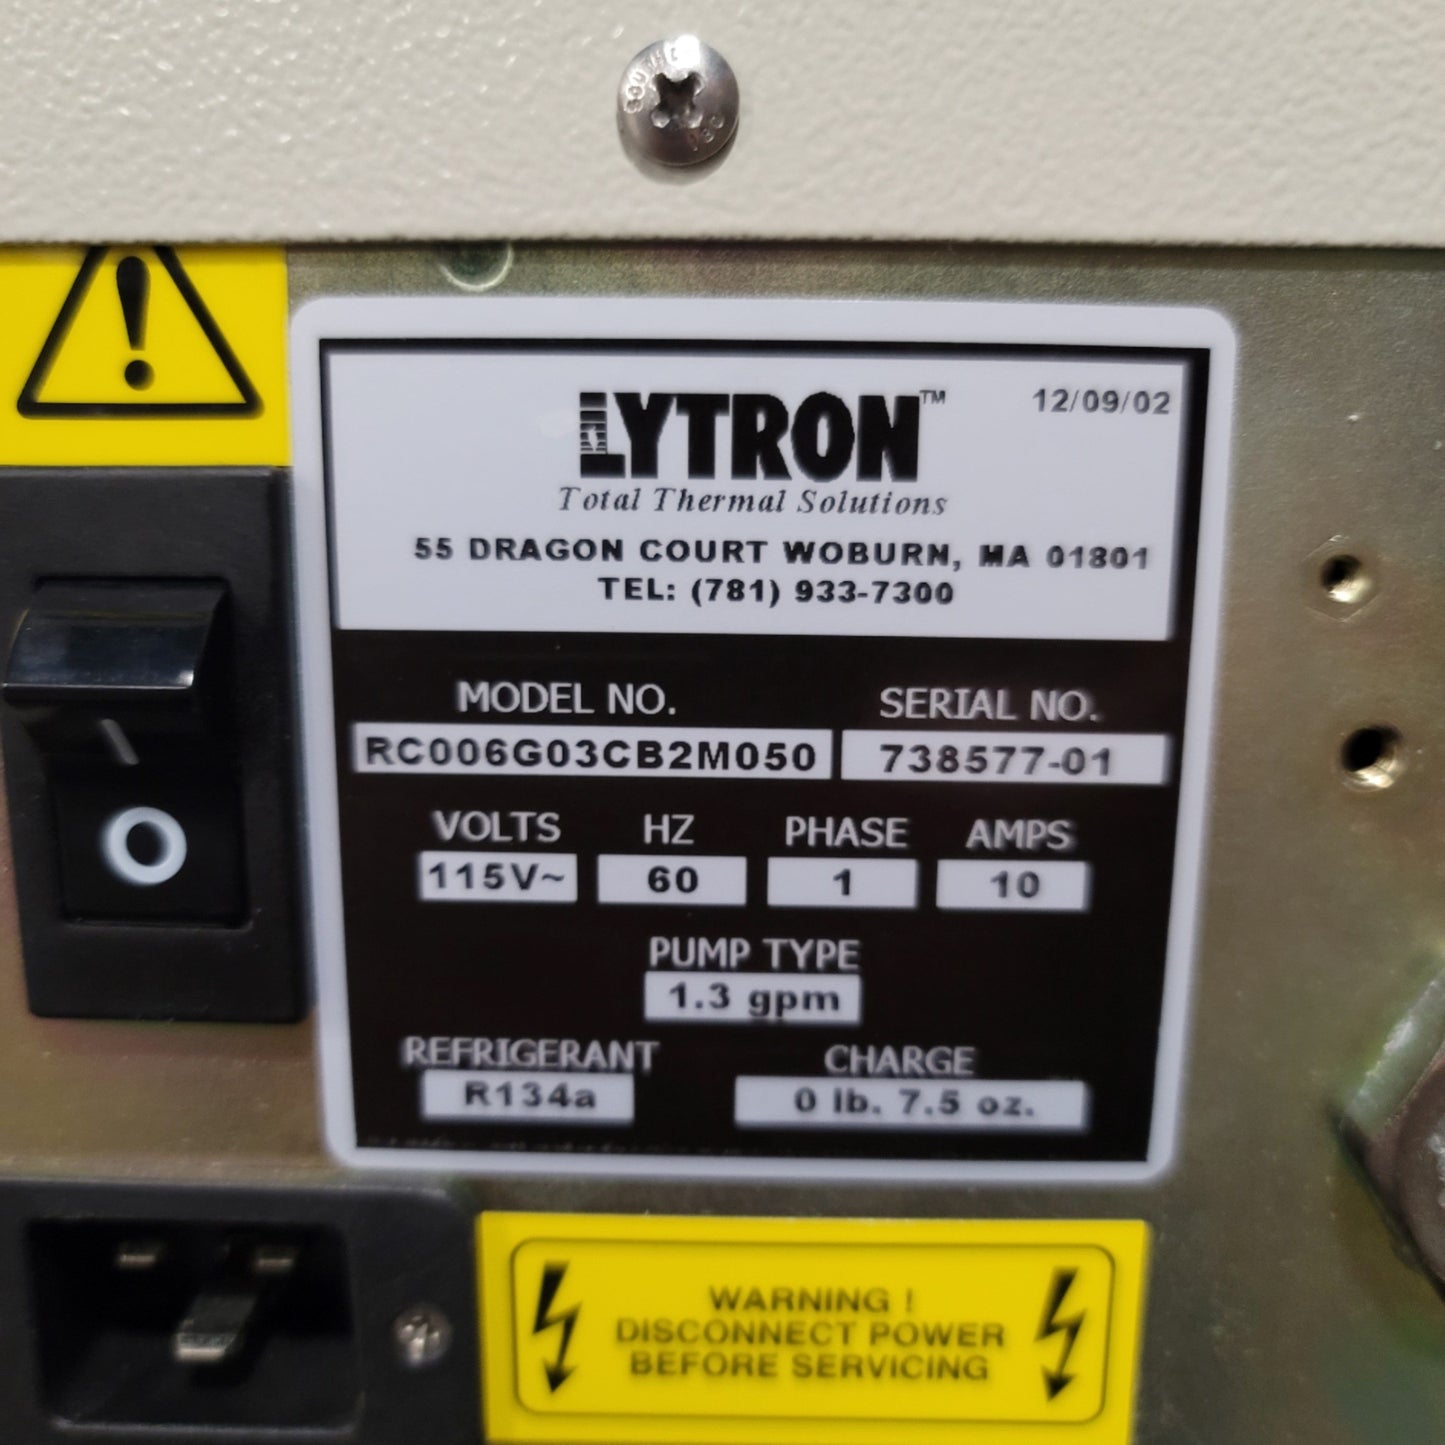 LYTRON™ 12/09/02
Total Thermal Solutions
55 DRAGON COURT WOBURN, MA 01801
TEL: (781) 933-7300
MODEL NO. SERIAL NO.
RC006G03CB2M050 738577-01
VOLTS HZ PHASE AMPS
115V~ 60 1 10
PUMP TYPE
1.3 gpm
REFRIGERANT CHARGE
R134a 0 lb. 7.5 oz.
WARNING !
DISCONNECT POWER
BEFORE SERVICING